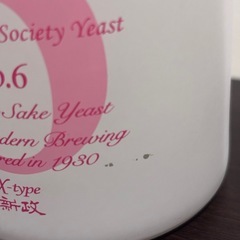 Society Yeast
o.6
Sake Yeast
dern Brewing
red in 1930
X-type
新政